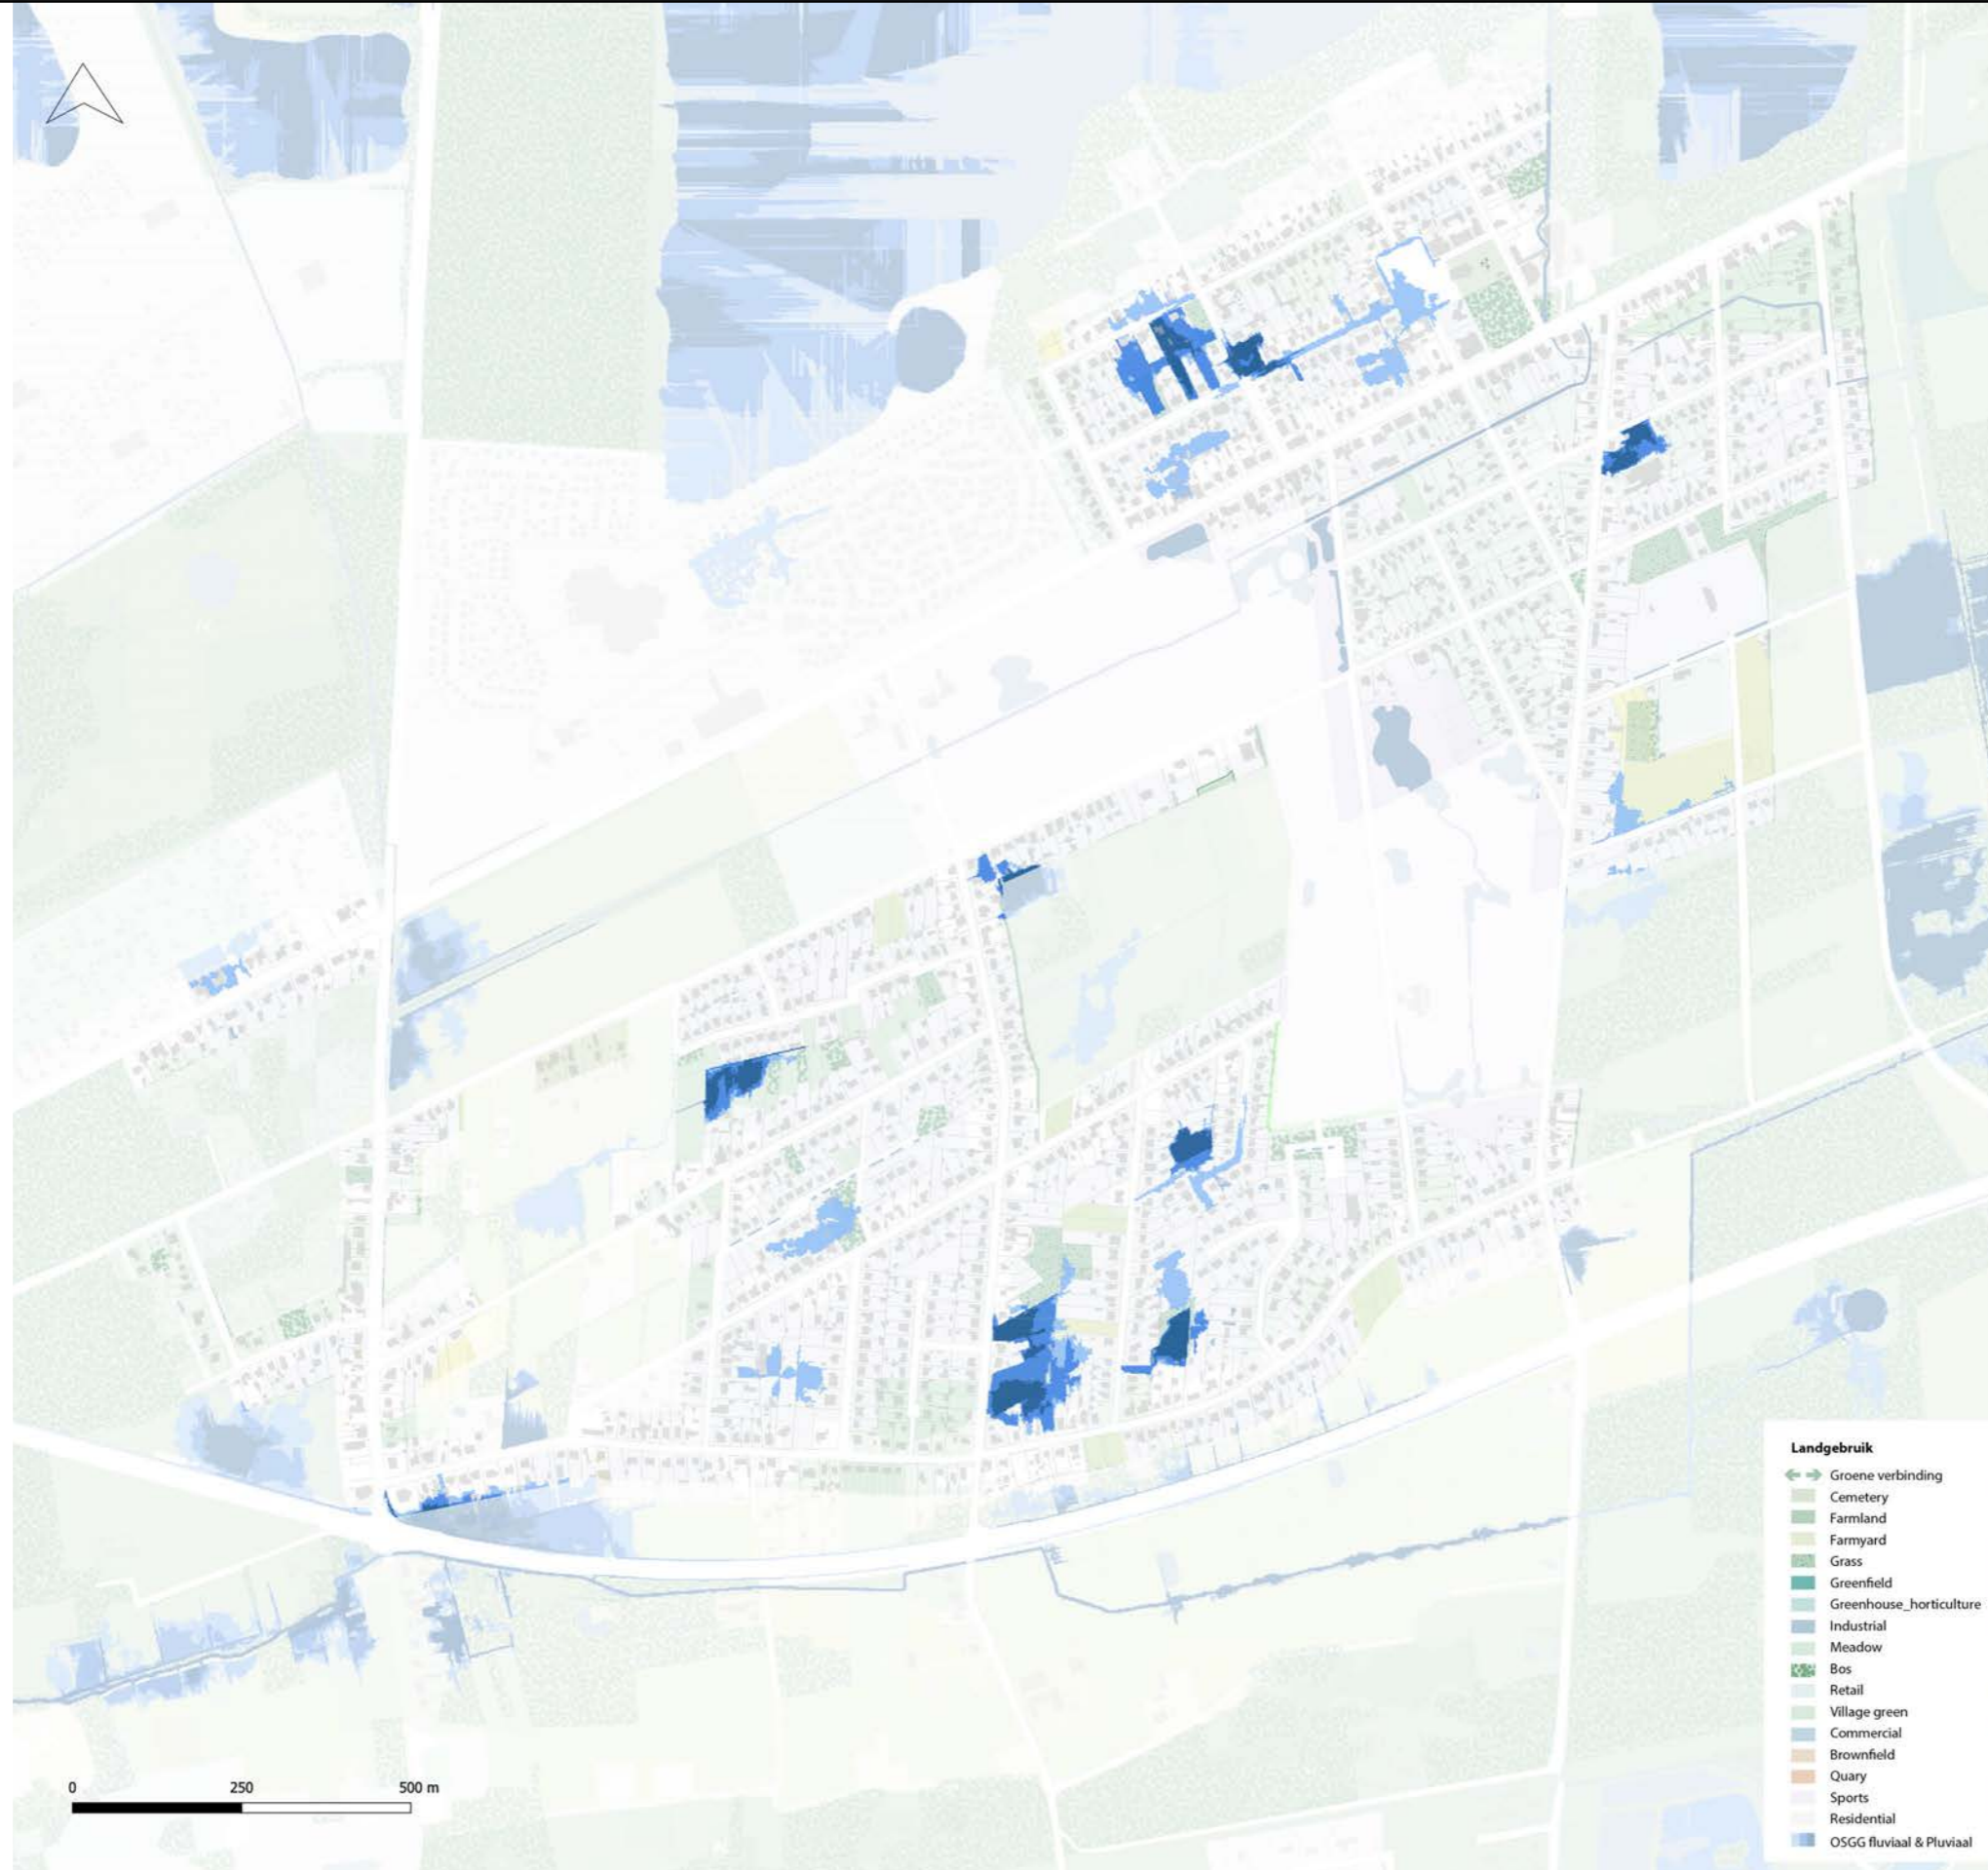 Landgebruik
Groene verbinding
Cemetery
Farmland
Farmyard
Grass
Greenfield
Greenhouse_horticulture
Industrial
Meadow
Bos
Retail
Village green
Commercial
Brownfield
Quary
Sports
Residential
OSGG fluviaal & Pluviaal
0 250 500 m